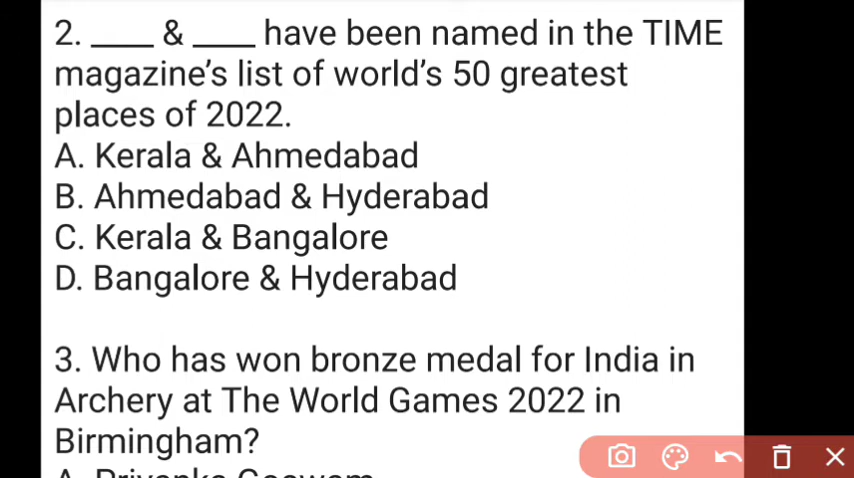 2. ____ & ____ have been named in the TIME
magazine's list of world's 50 greatest
places of 2022.
A. Kerala & Ahmedabad
B. Ahmedabad & Hyderabad
C. Kerala & Bangalore
D. Bangalore & Hyderabad
3. Who has won bronze medal for India in
Archery at The World Games 2022 in
Birmingham?
A. Priyanka Goswami